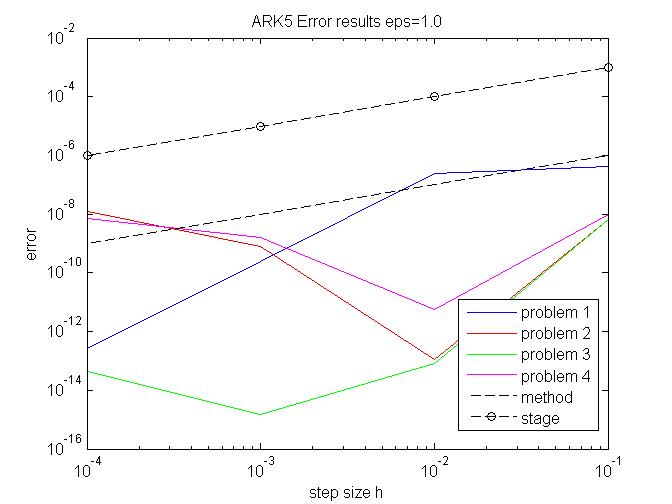 ARK5 Error results eps=1.0
10^-2
10^-4
10^-6
10^-8
10^-10
10^-12
10^-14
10^-16
error
problem 1
problem 2
problem 3
problem 4
method
stage
10^-4 10^-3 10^-2 10^-1
step size h